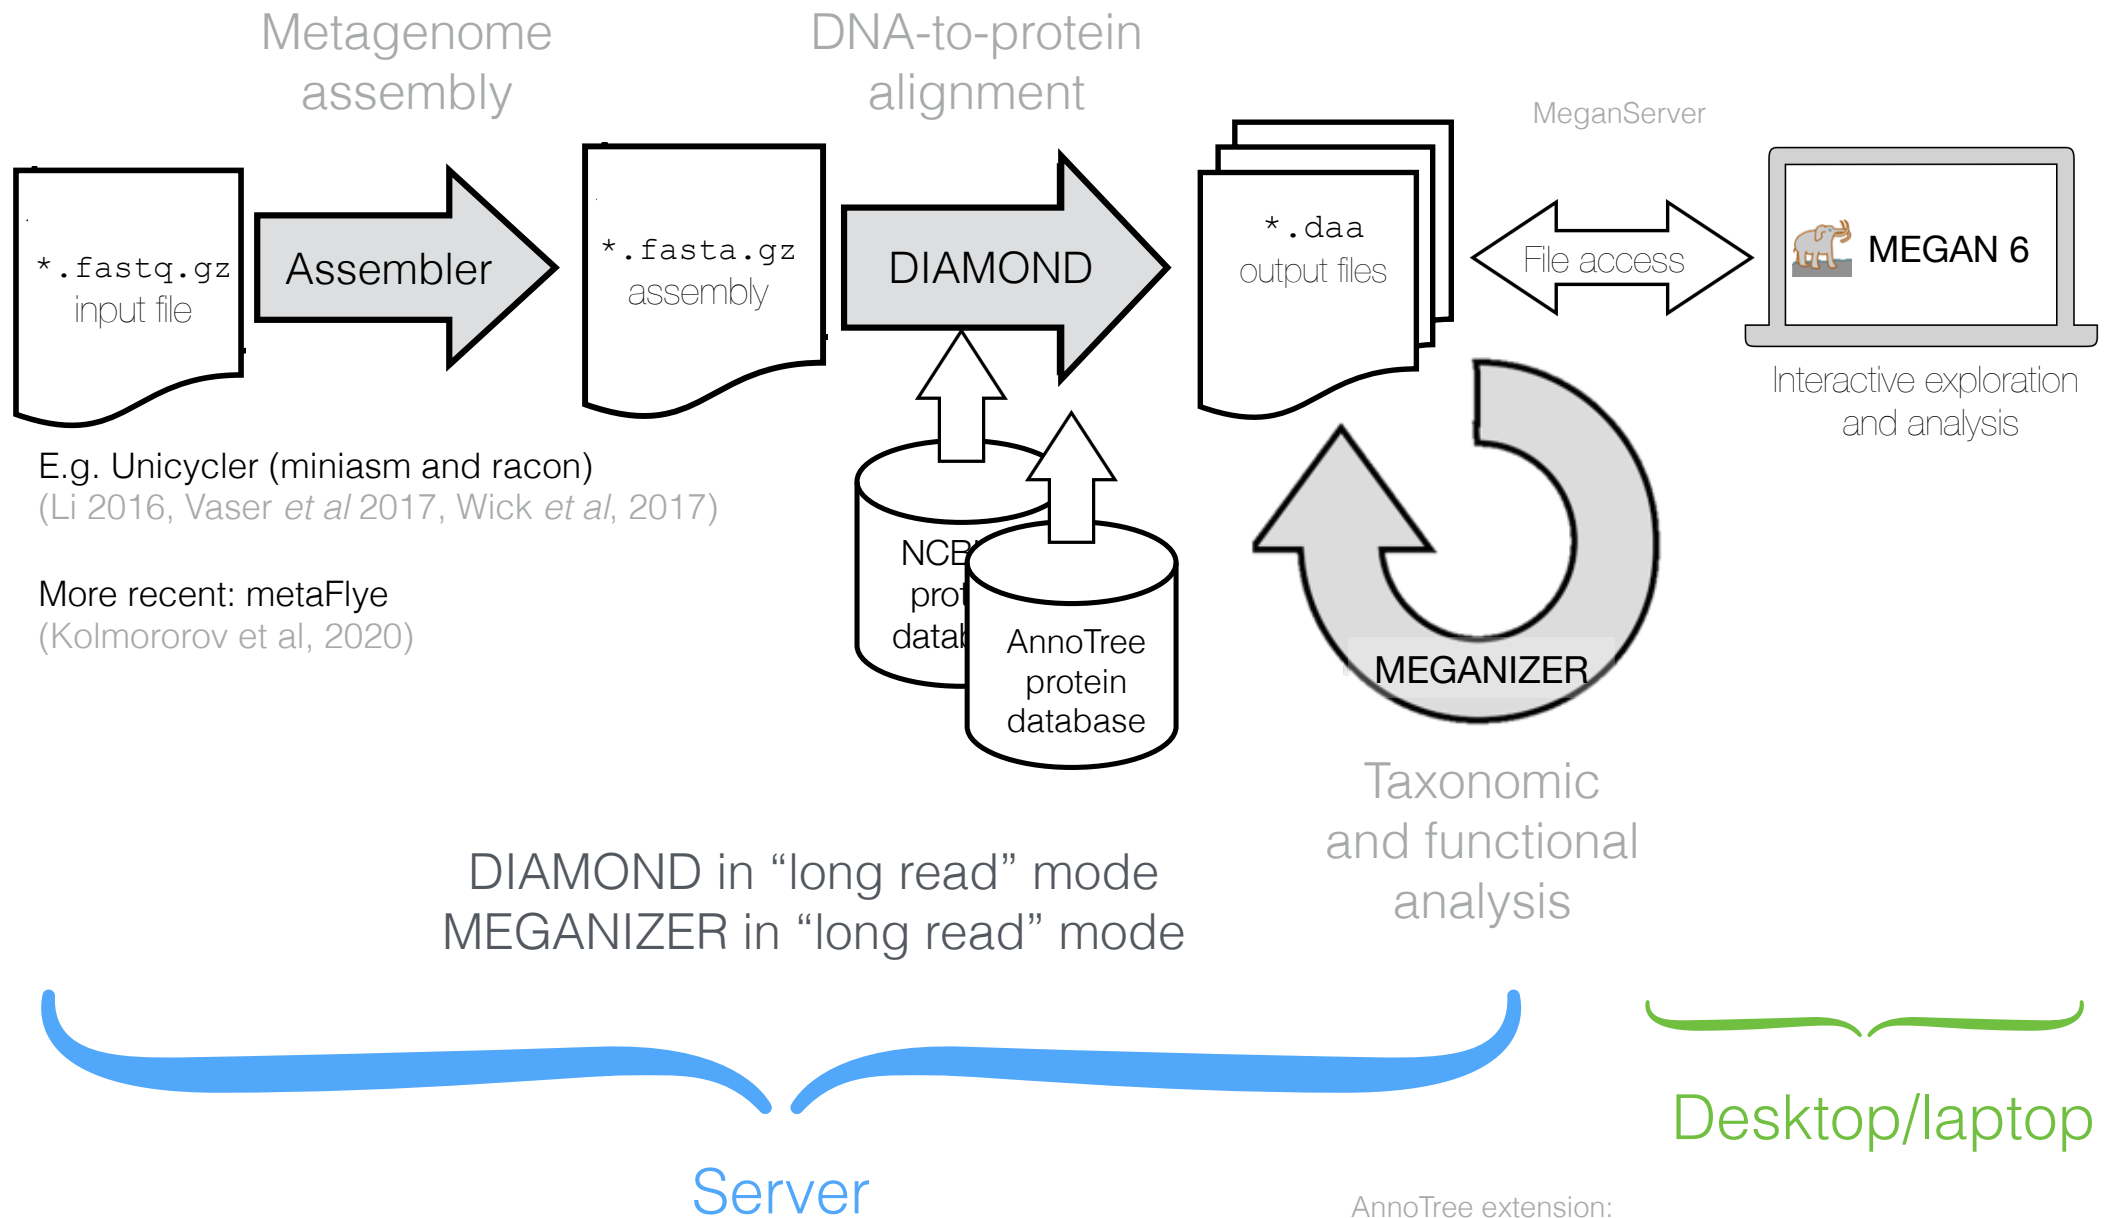 Metagenome
assembly
DNA-to-protein
alignment
MeganServer
*.fastq.gz
input file
Assembler
*.fasta.gz
assembly
DIAMOND
*.daa
output files
File access
MEGAN 6
Interactive exploration
and analysis
E.g. Unicycler (miniasm and racon)
(Li 2016, Vaser et al 2017, Wick et al, 2017)
More recent: metaFlye
(Kolmororov et al, 2020)
AnnoTree
protein
database
MEGANIZER
Taxonomic
and functional
analysis
DIAMOND in “long read” mode
MEGANIZER in “long read” mode
Server
Desktop/laptop
AnnoTree extension: